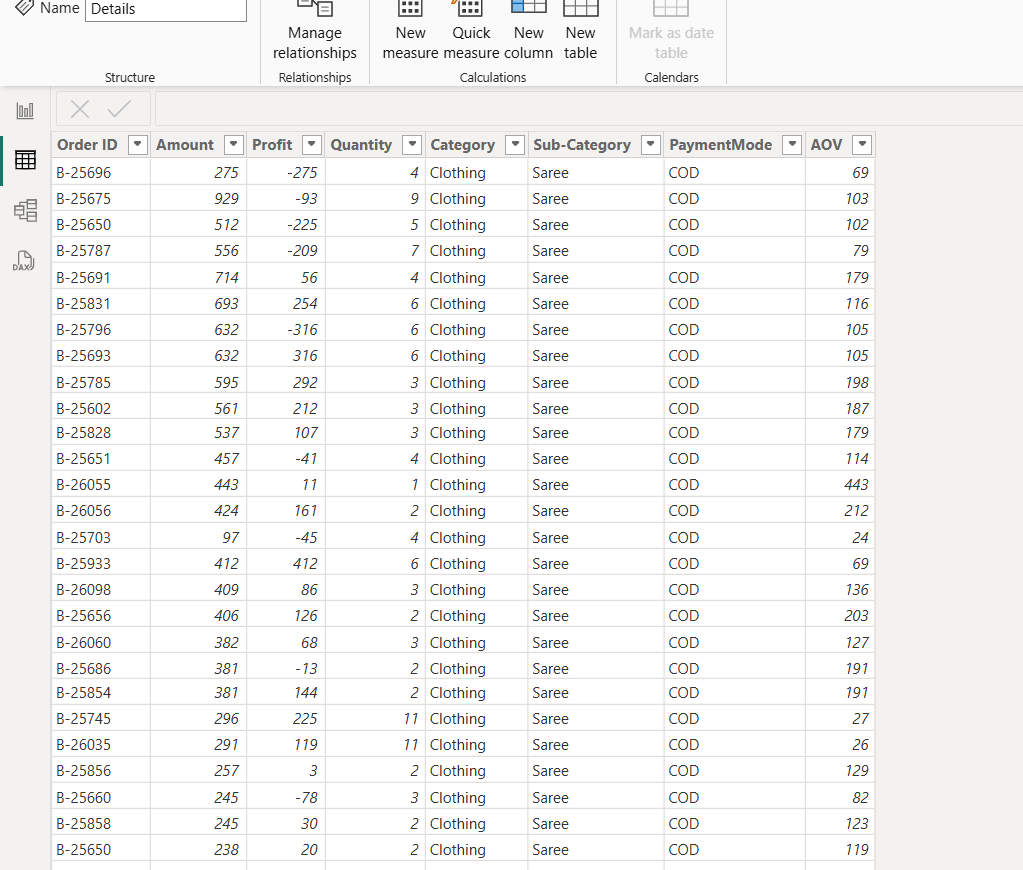 Name Details
Manage relationships
New measure
Quick measure
New column
New table
Mark as date table
Structure Relationships Calculations Calendars
Order ID Amount Profit Quantity Category Sub-Category PaymentMode AOV
B-25696 275 -275 4 Clothing Saree COD 69
B-25675 929 -93 9 Clothing Saree COD 103
B-25650 512 -225 5 Clothing Saree COD 102
B-25787 556 -209 7 Clothing Saree COD 79
B-25691 714 56 4 Clothing Saree COD 179
B-25831 693 254 6 Clothing Saree COD 116
B-25796 632 -316 6 Clothing Saree COD 105
B-25693 632 316 6 Clothing Saree COD 105
B-25785 595 292 3 Clothing Saree COD 198
B-25602 561 212 3 Clothing Saree COD 187
B-25828 537 107 3 Clothing Saree COD 179
B-25651 457 -41 4 Clothing Saree COD 114
B-26055 443 11 1 Clothing Saree COD 443
B-26056 424 161 2 Clothing Saree COD 212
B-25703 97 -45 4 Clothing Saree COD 24
B-25933 412 412 6 Clothing Saree COD 69
B-26098 409 86 3 Clothing Saree COD 136
B-25656 406 126 2 Clothing Saree COD 203
B-26060 382 68 3 Clothing Saree COD 127
B-25686 381 -13 2 Clothing Saree COD 191
B-25854 381 144 2 Clothing Saree COD 191
B-25745 296 225 11 Clothing Saree COD 27
B-26035 291 119 11 Clothing Saree COD 26
B-25856 257 3 2 Clothing Saree COD 129
B-25660 245 -78 3 Clothing Saree COD 82
B-25858 245 30 2 Clothing Saree COD 123
B-25650 238 20 2 Clothing Saree COD 119
DAX